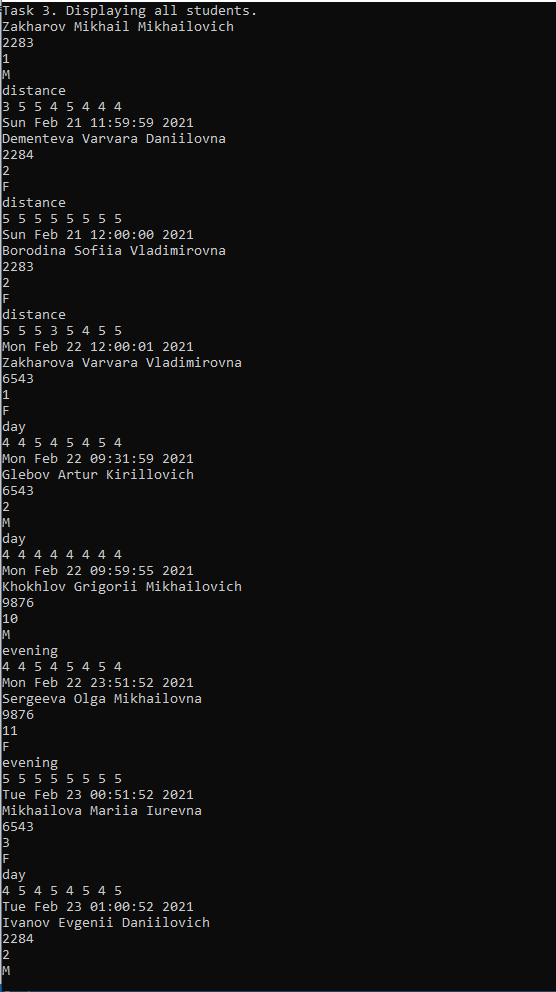 Task 3. Displaying all students.
Zakharov Mikhail Mikhailovich
2283
1
M
distance
3 5 5 4 5 4 4 4
Sun Feb 21 11:59:59 2021
Dementeva Varvara Daniilovna
2284
2
F
distance
5 5 5 5 5 5 5 5
Sun Feb 21 12:00:00 2021
Borodina Sofiia Vladimirovna
2283
2
F
distance
5 5 5 3 5 4 5 5
Mon Feb 22 12:00:01 2021
Zakharova Varvara Vladimirovna
6543
1
F
day
4 4 5 4 5 4 5 4
Mon Feb 22 09:31:59 2021
Glebov Artur Kirillovich
6543
2
M
day
4 4 4 4 4 4 4 4
Mon Feb 22 09:59:55 2021
Khokhlov Grigorii Mikhailovich
9876
10
M
evening
4 4 5 4 5 4 5 4
Mon Feb 22 23:51:52 2021
Sergeeva Olga Mikhailovna
9876
11
F
evening
5 5 5 5 5 5 5 5
Tue Feb 23 00:51:52 2021
Mikhailova Mariia Iurevna
6543
3
F
day
4 5 4 5 4 5 4 5
Tue Feb 23 01:00:52 2021
Ivanov Evgenii Daniilovich
2284
2
M